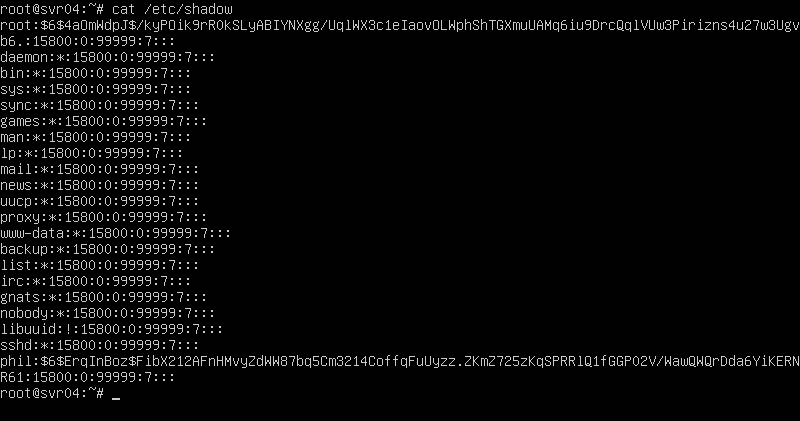 root@svr04:~# cat /etc/shadow
root:$6$4aOmWdpJ$/kyPOik9rR0kSLyABIYNXgg/UqlWX3c1eIaovOLWphShTGXmuUAMq6iu9DrcQqlVUw3Pirizns4u27w3Ugv
b6.:15800:0:99999:7:::
daemon:*:15800:0:99999:7:::
bin:*:15800:0:99999:7:::
sys:*:15800:0:99999:7:::
sync:*:15800:0:99999:7:::
games:*:15800:0:99999:7:::
man:*:15800:0:99999:7:::
lp:*:15800:0:99999:7:::
mail:*:15800:0:99999:7:::
news:*:15800:0:99999:7:::
uucp:*:15800:0:99999:7:::
proxy:*:15800:0:99999:7:::
www-data:*:15800:0:99999:7:::
backup:*:15800:0:99999:7:::
list:*:15800:0:99999:7:::
irc:*:15800:0:99999:7:::
gnats:*:15800:0:99999:7:::
nobody:*:15800:0:99999:7:::
libuuid:!:15800:0:99999:7:::
sshd:*:15800:0:99999:7:::
phil:$6$ErqInBoz$FibX212AFnHMvyZdWW87bq5Cm3214CoffqFuUyzz.ZKmZ725zKqSPRRlQ1fGGPO2V/WawQWQrDda6YiKERN
R61:15800:0:99999:7:::
root@svr04:~# _